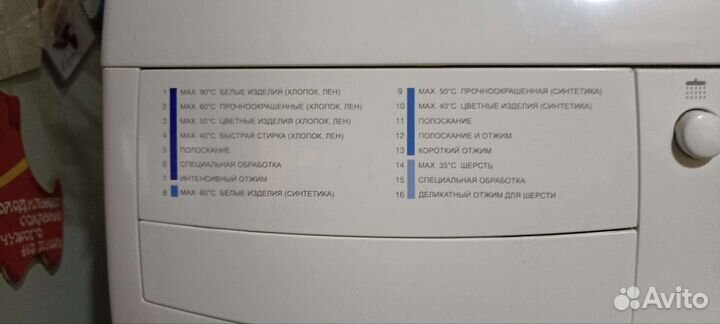 1 MAX. 90°C БЕЛЫЕ ИЗДЕЛИЯ (ХЛОПОК, ЛЕН)
2 MAX. 60°C ПРОЧНООКРАШЕННЫЕ (ХЛОПОК, ЛЕН)
3 MAX. 50°C ЦВЕТНЫЕ ИЗДЕЛИЯ (ХЛОПОК, ЛЕН)
4 MAX. 40°C БЫСТРАЯ СТИРКА (ХЛОПОК, ЛЕН)
5 ПОЛОСКАНИЕ
6 СПЕЦИАЛЬНАЯ ОБРАБОТКА
7 ИНТЕНСИВНЫЙ ОТЖИМ
8 MAX. 60°C БЕЛЫЕ ИЗДЕЛИЯ (СИНТЕТИКА)
9 MAX. 50°C ПРОЧНООКРАШЕННАЯ (СИНТЕТИКА)
10 MAX. 40°C ЦВЕТНЫЕ ИЗДЕЛИЯ (СИНТЕТИКА)
11 ПОЛОСКАНИЕ
12 ПОЛОСКАНИЕ И ОТЖИМ
13 КОРОТКИЙ ОТЖИМ
14 MAX. 35°C ШЕРСТЬ
15 СПЕЦИАЛЬНАЯ ОБРАБОТКА
16 ДЕЛИКАТНЫЙ ОТЖИМ ДЛЯ ШЕРСТИ
Avito